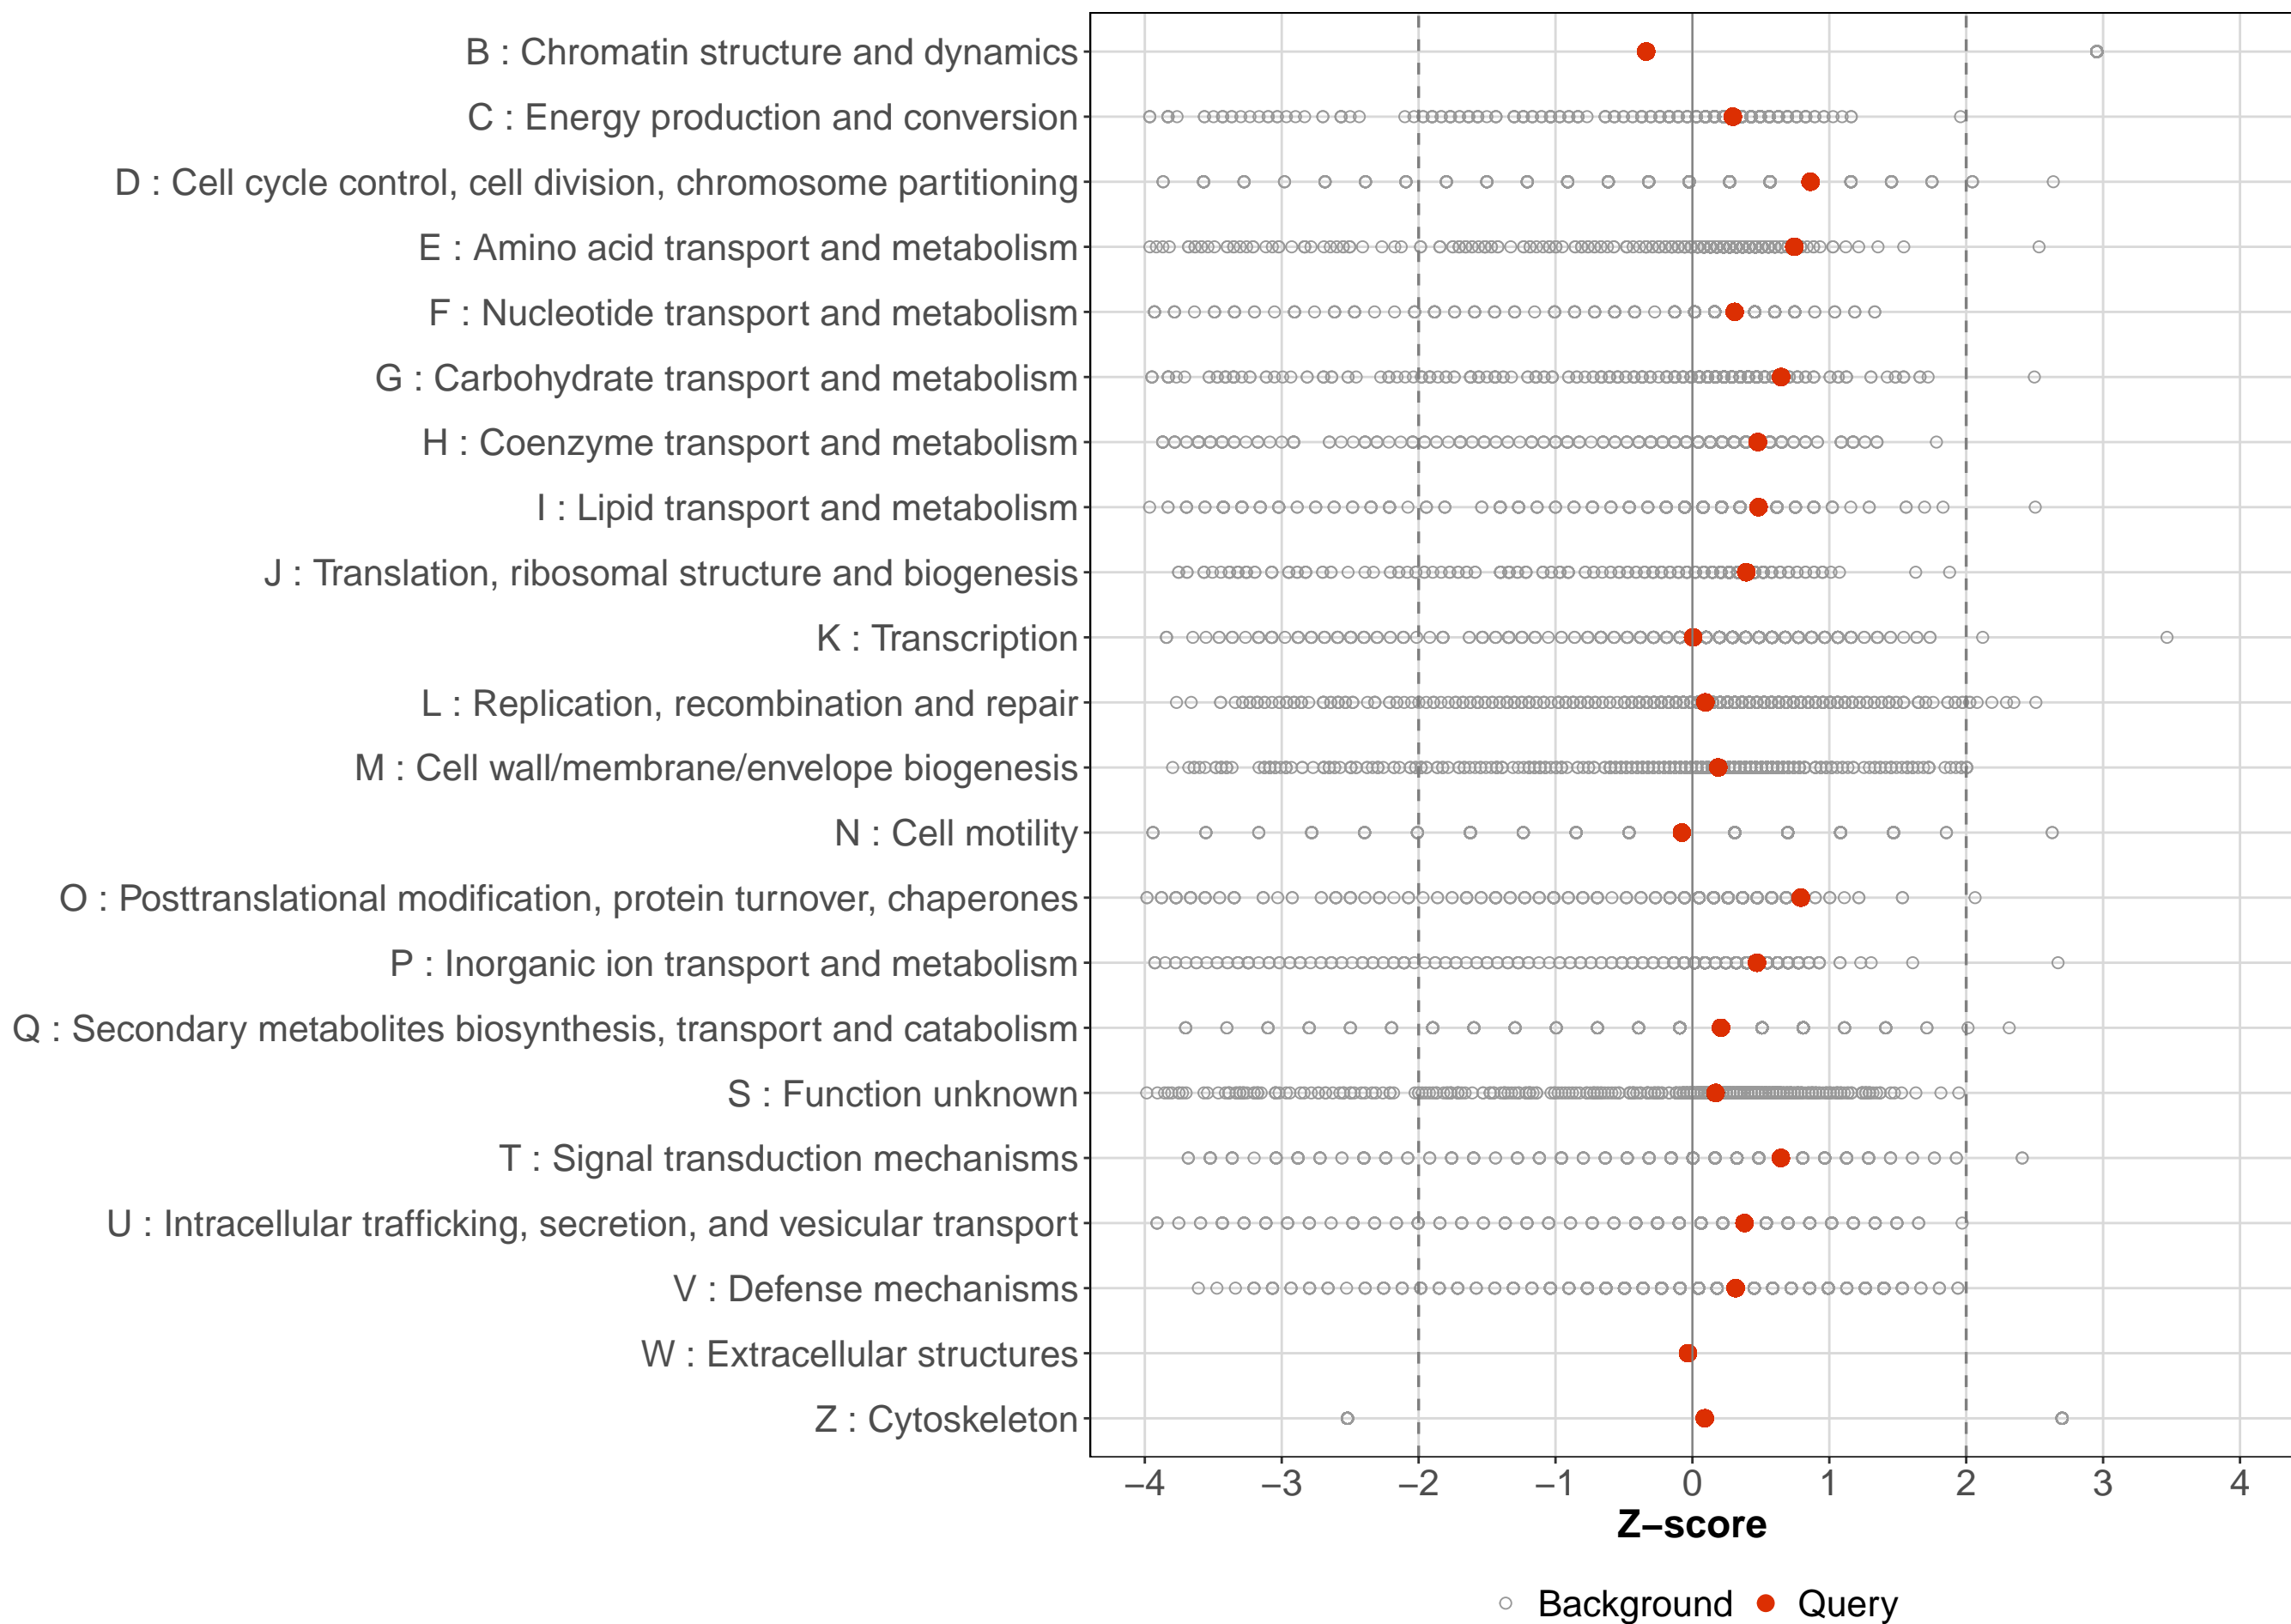 B : Chromatin structure and dynamics
C : Energy production and conversion
D : Cell cycle control, cell division, chromosome partitioning
E : Amino acid transport and metabolism
F : Nucleotide transport and metabolism
G : Carbohydrate transport and metabolism
H : Coenzyme transport and metabolism
I : Lipid transport and metabolism
J : Translation, ribosomal structure and biogenesis
K : Transcription
L : Replication, recombination and repair
M : Cell wall/membrane/envelope biogenesis
N : Cell motility
O : Posttranslational modification, protein turnover, chaperones
P : Inorganic ion transport and metabolism
Q : Secondary metabolites biosynthesis, transport and catabolism
S : Function unknown
T : Signal transduction mechanisms
U : Intracellular trafficking, secretion, and vesicular transport
V : Defense mechanisms
W : Extracellular structures
Z : Cytoskeleton
−4 −3 −2 −1 0 1 2 3 4
Z−score
Background Query